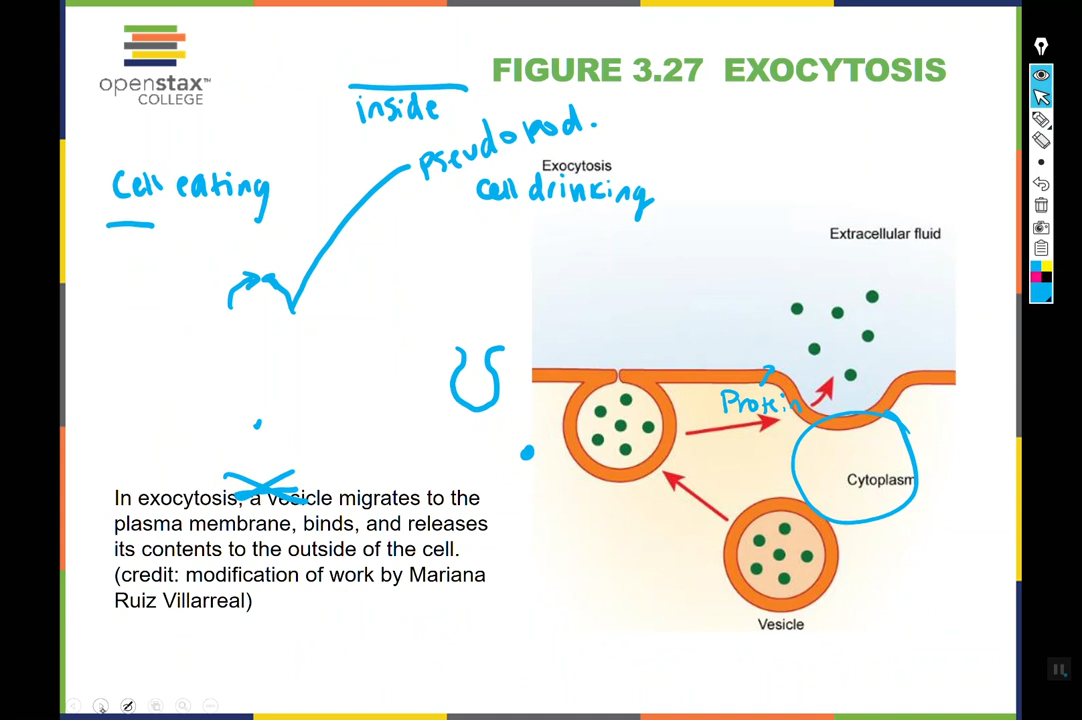 openstax™
COLLEGE
FIGURE 3.27 EXOCYTOSIS
inside
pseudopod.
Cell eating
Exocytosis
cell drinking
Extracellular fluid
Protein
Cytoplasm
In exocytosis, a vesicle migrates to the
plasma membrane, binds, and releases
its contents to the outside of the cell.
(credit: modification of work by Mariana
Ruiz Villarreal)
Vesicle